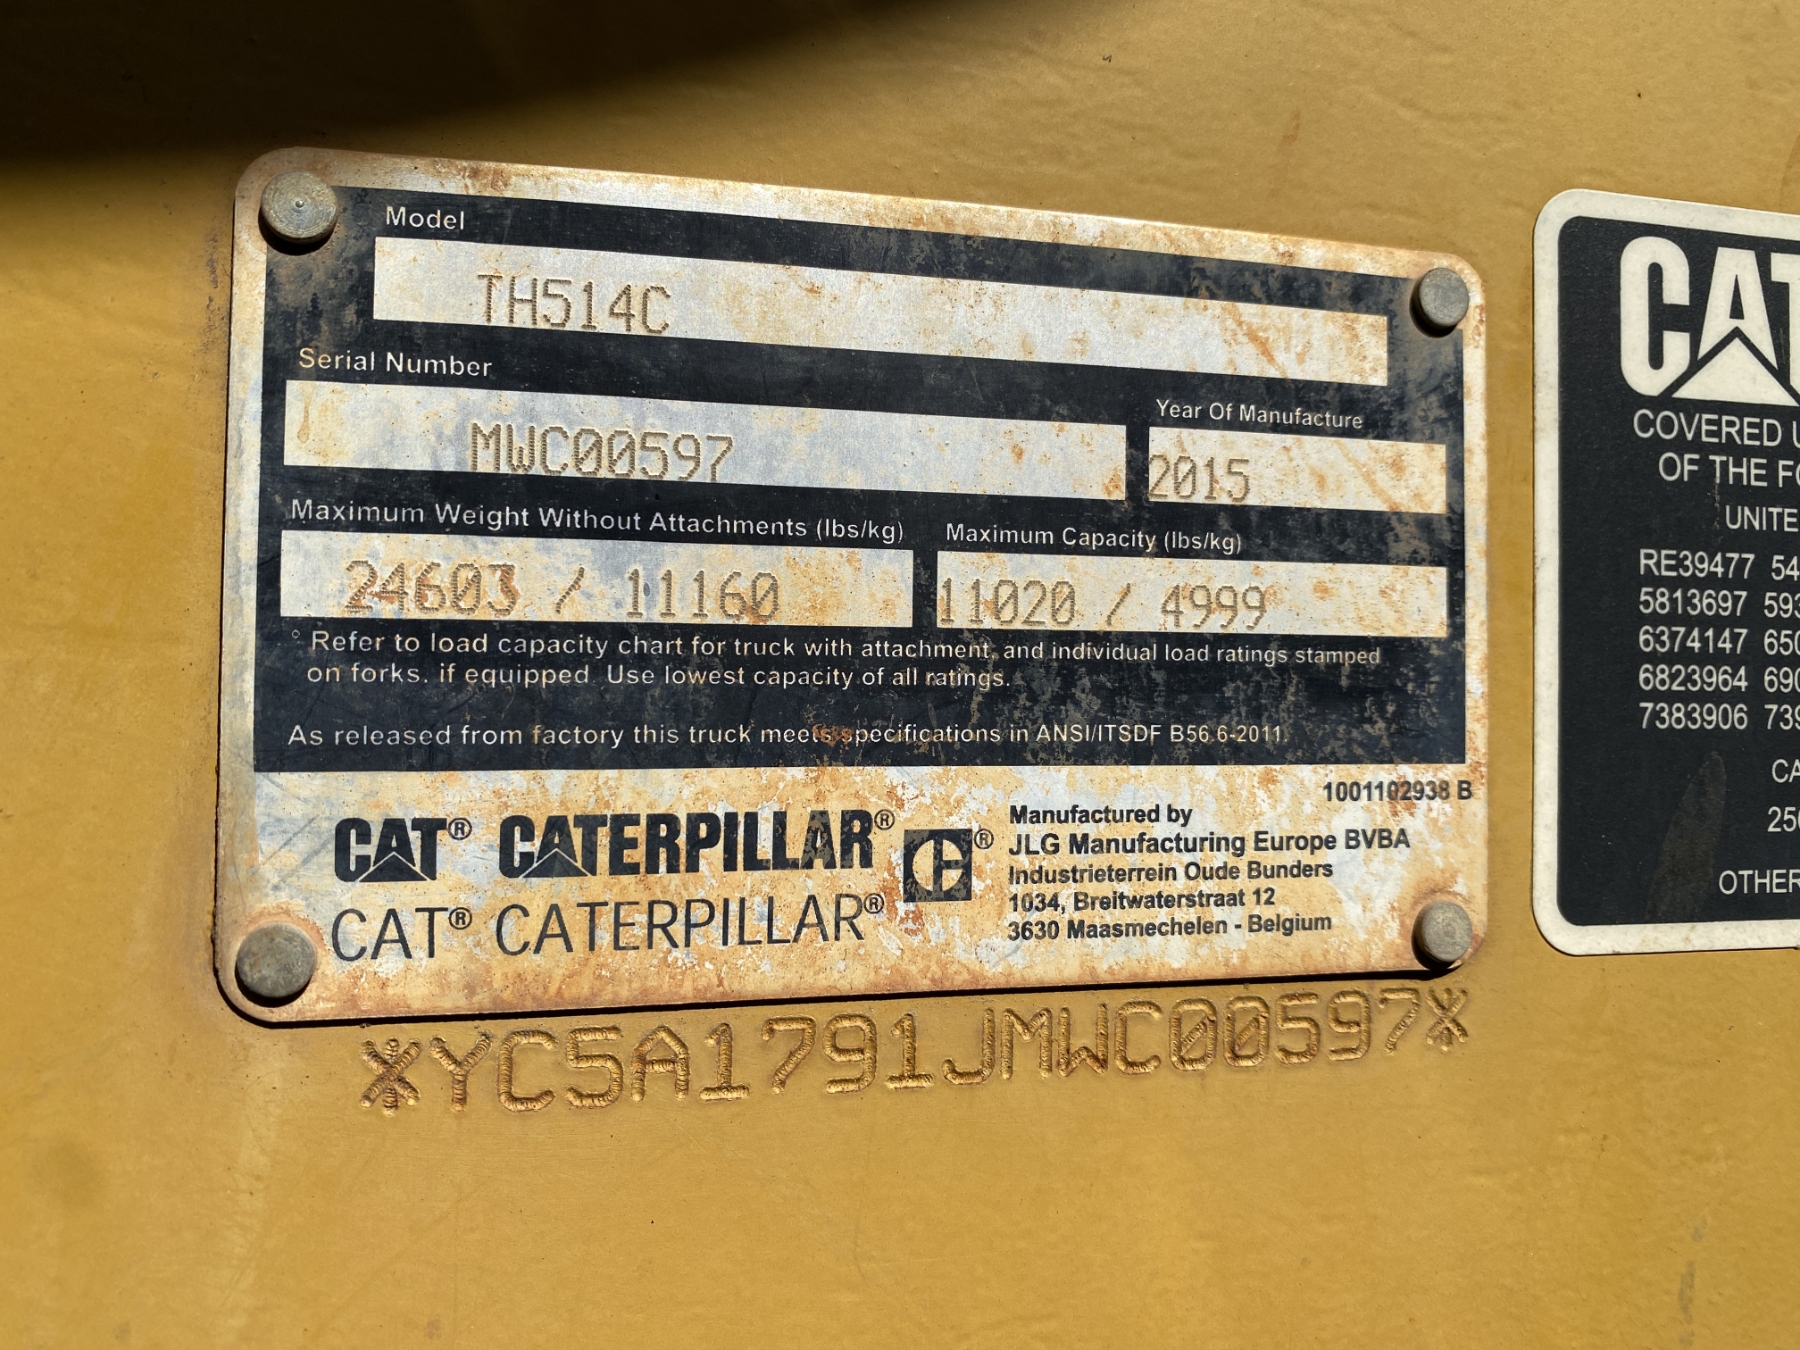 Model
TH514C
Serial Number
MWC00597
Year Of Manufacture
2015
Maximum Weight Without Attachments (lbs/kg)
24603 / 11160
Maximum Capacity (lbs/kg)
11020 / 4999
° Refer to load capacity chart for truck with attachment, and individual load ratings stamped
on forks. if equipped. Use lowest capacity of all ratings.
As released from factory this truck meets specifications in ANSI/ITSDF B56.6-2011.
1001102938 B
CAT® CATERPILLAR® ®
CAT® CATERPILLAR®
Manufactured by
JLG Manufacturing Europe BVBA
Industrieterrein Oude Bunders
1034, Breitwaterstraat 12
3630 Maasmechelen - Belgium
*YC5A1791JMWC00597*
CAT
COVERED
OF THE
RE39477
5813697
6374147
6823964
7383906
OTHER